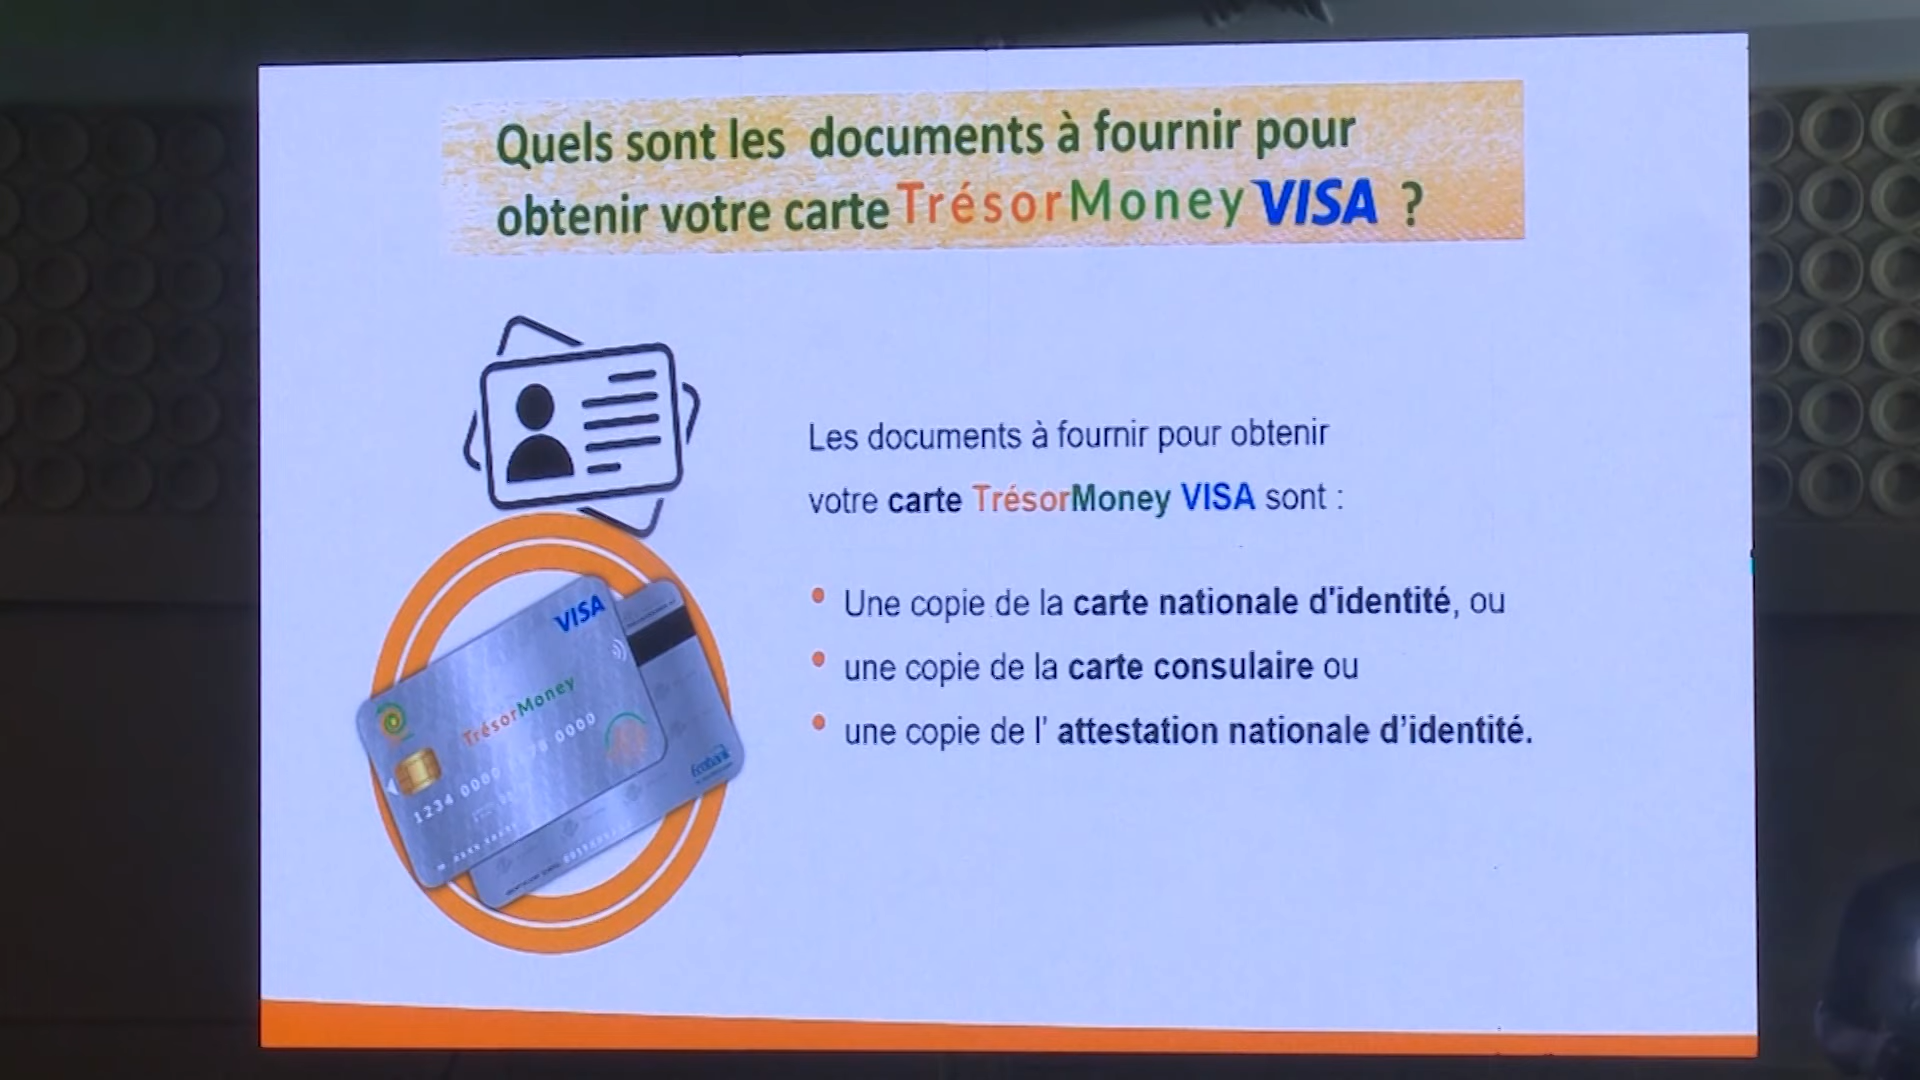 Quels sont les documents à fournir pour
obtenir votre carte TrésorMoney VISA ?
Les documents à fournir pour obtenir
votre carte TrésorMoney VISA sont :
Une copie de la carte nationale d'identité, ou
une copie de la carte consulaire ou
une copie de l' attestation nationale d'identité.
VISA
TrésorMoney
1234 0000 0000
Ecobank